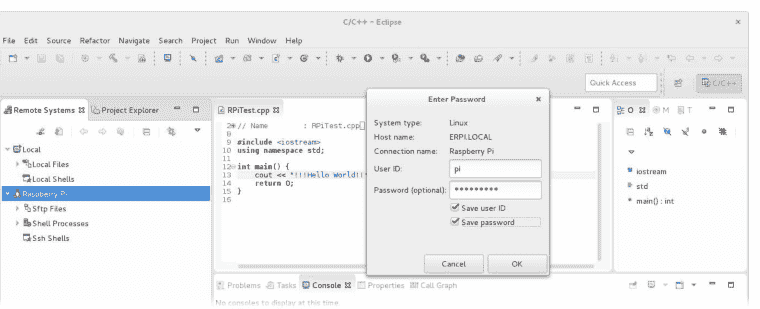 C/C++ - Eclipse
File Edit Source Refactor Navigate Search Project Run Window Help
Quick Access
C/C++
Remote Systems
Project Explorer
Local
Local Files
Local Shells
Raspberry Pi
Sftp Files
Shell Processes
Ssh Shells
RPiTest.cpp
2 // Name : RPiTest.cpp
8
9 #include <iostream>
10 using namespace std;
11
12 int main() {
13 cout << "!!!Hello World!!
14 return 0;
15 }
16
Enter Password
System type: Linux
Host name: ERPI.LOCAL
Connection name: Raspberry Pi
User ID: pi
Password (optional): *********
Save user ID
Save password
Cancel OK
O M T
iostream
std
main() : int
Problems Tasks Console Properties Call Graph
No consoles to display at this time